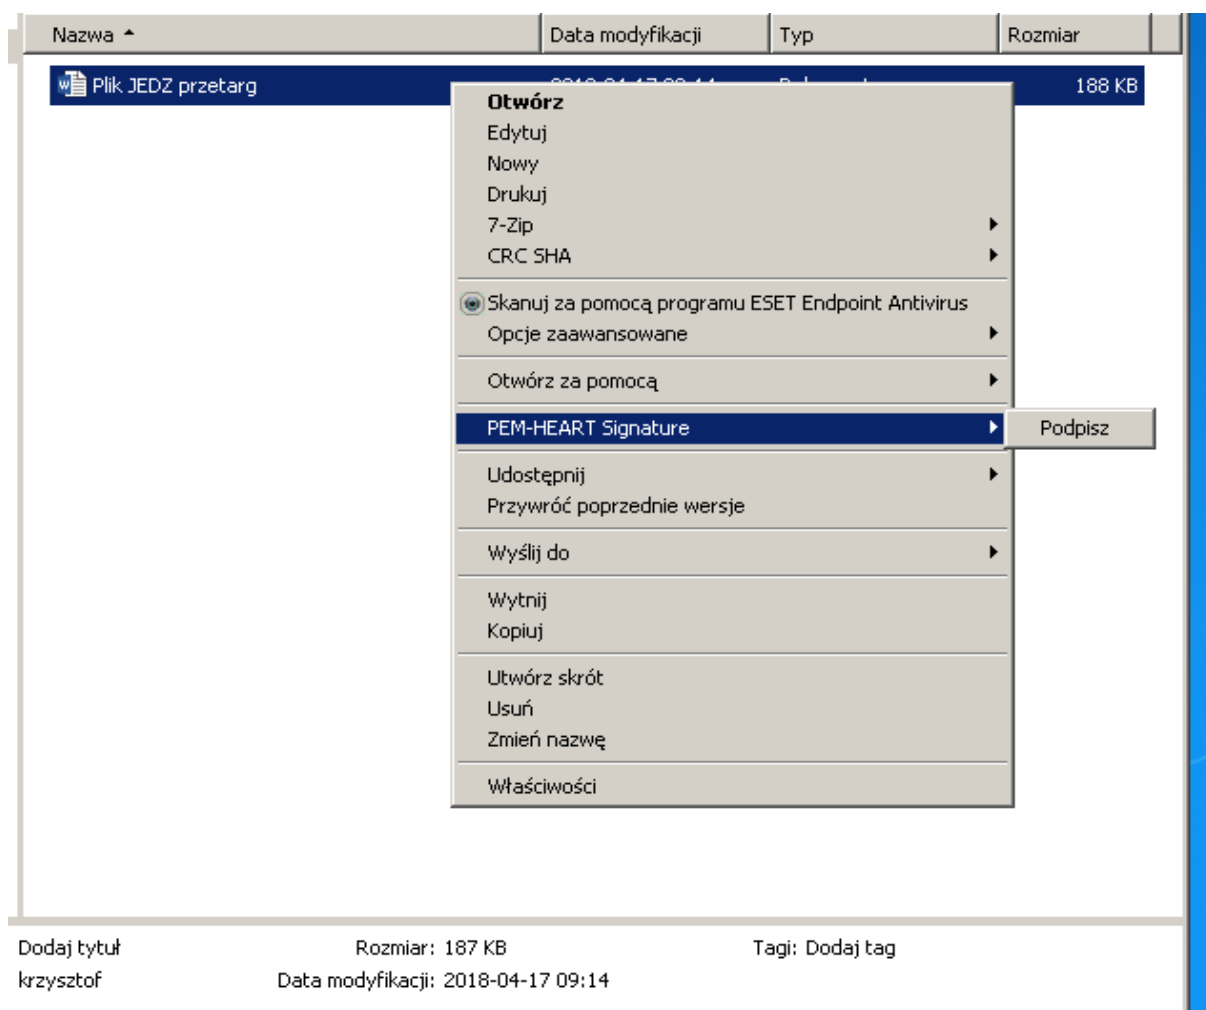 Nazwa Data modyfikacji Typ Rozmiar
Plik JEDZ przetarg 188 KB
Otwórz
Edytuj
Nowy
Drukuj
7-Zip
CRC SHA
Skanuj za pomocą programu ESET Endpoint Antivirus
Opcje zaawansowane
Otwórz za pomocą
PEM-HEART Signature Podpisz
Udostępnij
Przywróć poprzednie wersje
Wyślij do
Wytnij
Kopiuj
Utwórz skrót
Usuń
Zmień nazwę
Właściwości
Dodaj tytuł Rozmiar: 187 KB Tagi: Dodaj tag
krzysztof Data modyfikacji: 2018-04-17 09:14